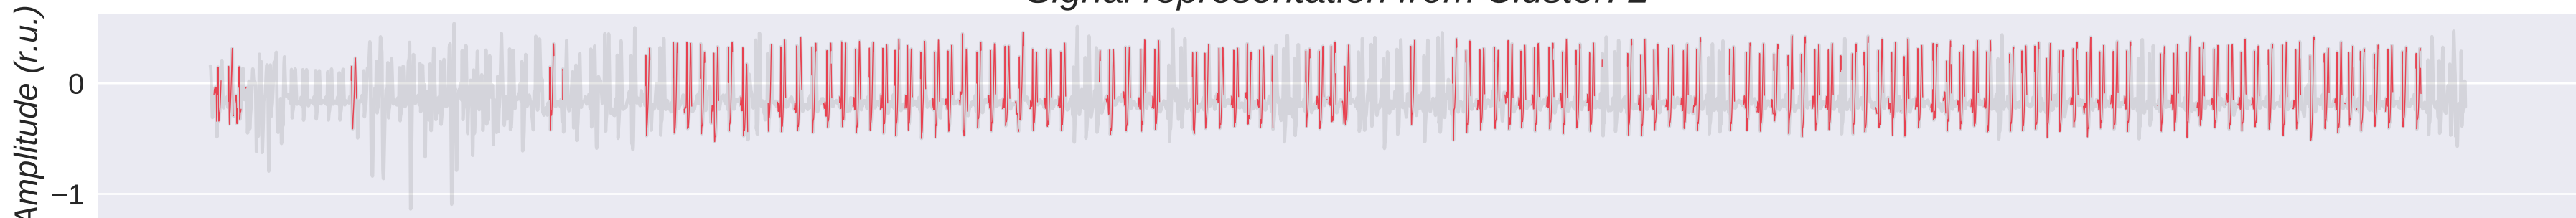 Signal representation from Cluster: 2
Amplitude (r.u.)
0
−1